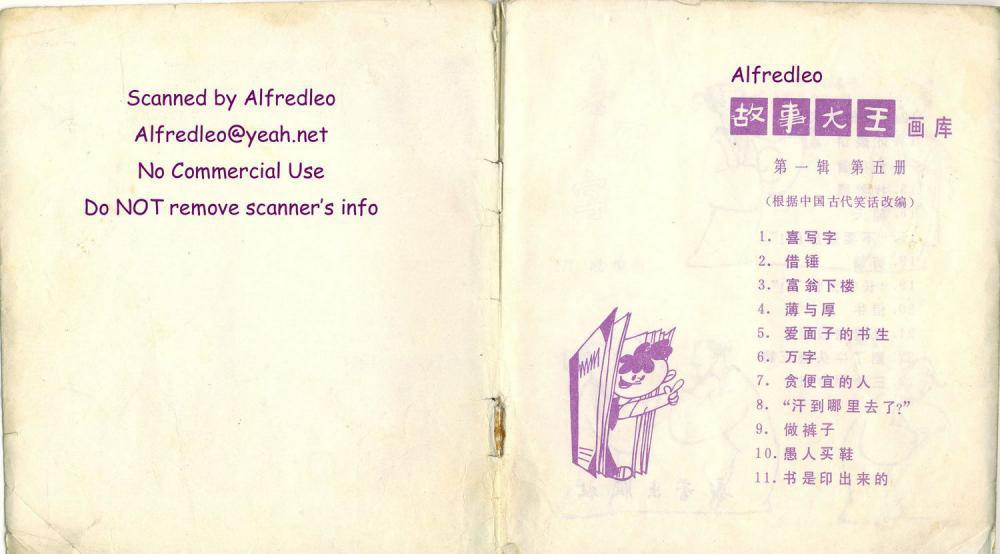 Scanned by Alfredleo
Alfredleo@yeah.net
No Commercial Use
Do NOT remove scanner's info
Alfredleo
故事大王画库
第一辑 第五册
（根据中国古代笑话改编）
1. 喜写字
2. 借锤
3. 富翁下楼
4. 薄与厚
5. 爱面子的书生
6. 万字
7. 贪便宜的人
8. “汗到哪里去了?”
9. 做裤子
10. 愚人买鞋
11. 书是印出来的